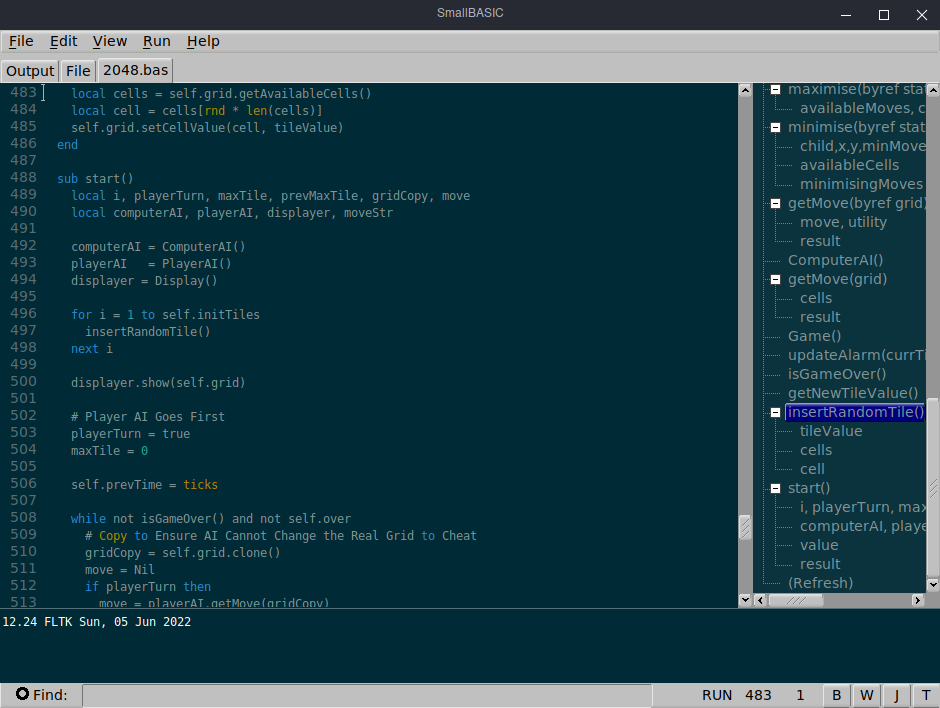 SmallBASIC
File Edit View Run Help
Output File 2048.bas
483 local cells = self.grid.getAvailableCells()
484 local cell = cells[rnd * len(cells)]
485 self.grid.setCellValue(cell, tileValue)
486 end
487
488 sub start()
489 local i, playerTurn, maxTile, prevMaxTile, gridCopy, move
490 local computerAI, playerAI, displayer, moveStr
491
492 computerAI = ComputerAI()
493 playerAI   = PlayerAI()
494 displayer = Display()
495
496 for i = 1 to self.initTiles
497 insertRandomTile()
498 next i
499
500 displayer.show(self.grid)
501
502 # Player AI Goes First
503 playerTurn = true
504 maxTile = 0
505
506 self.prevTime = ticks
507
508 while not isGameOver() and not self.over
509 # Copy to Ensure AI Cannot Change the Real Grid to Cheat
510 gridCopy = self.grid.clone()
511 move = Nil
512 if playerTurn then
513 move = playerAI.getMove(gridCopy)
maximise(byref stat
availableMoves, c
minimise(byref stat
child,x,y,minMove
availableCells
minimisingMoves
getMove(byref grid)
move, utility
result
ComputerAI()
getMove(grid)
cells
result
Game()
updateAlarm(currTi
isGameOver()
getNewTileValue()
insertRandomTile()
tileValue
cells
cell
start()
i, playerTurn, max
computerAI, playe
value
result
(Refresh)
12.24 FLTK Sun, 05 Jun 2022
Find: RUN 483 1 B W J T